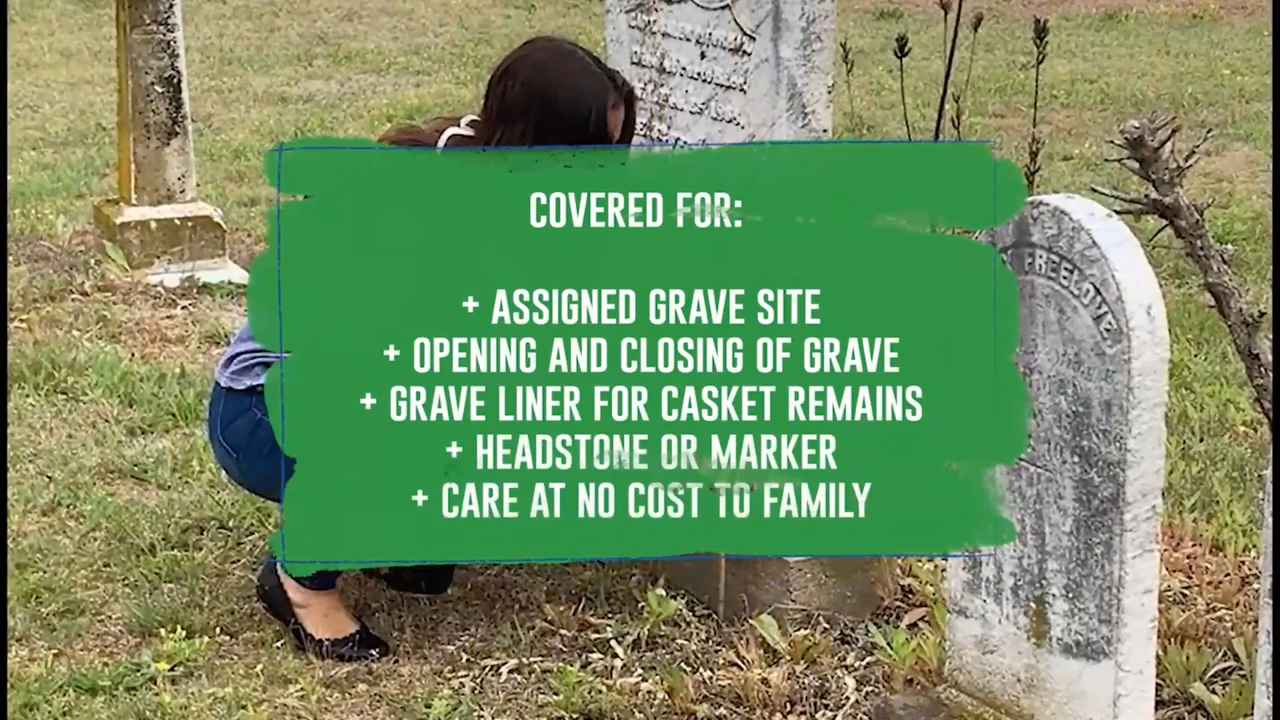 COVERED FOR:
+ ASSIGNED GRAVE SITE
+ OPENING AND CLOSING OF GRAVE
+ GRAVE LINER FOR CASKET REMAINS
+ HEADSTONE OR MARKER
+ CARE AT NO COST TO FAMILY
FREELOVE